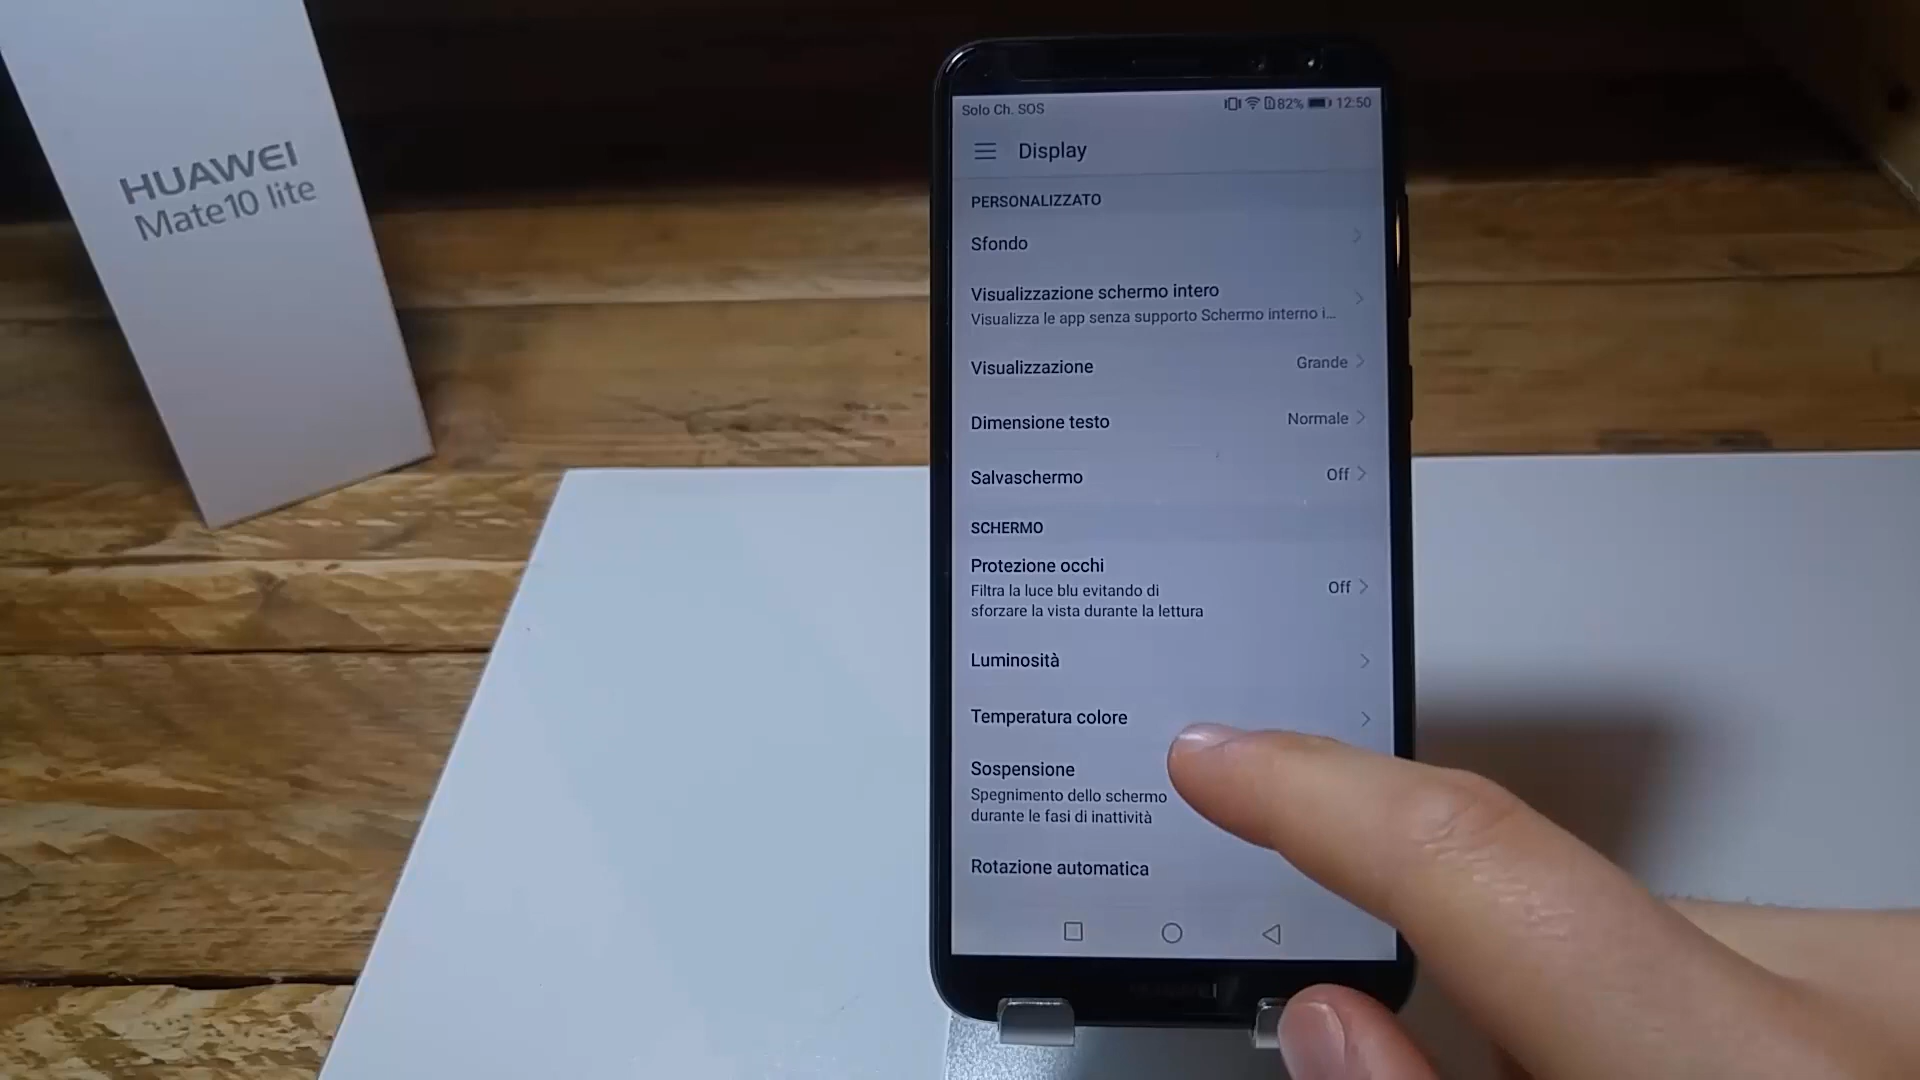 HUAWEI
Mate10 lite
Solo Ch. SOS
82% 12:50
Display
PERSONALIZZATO
Sfondo
Visualizzazione schermo intero
Visualizza le app senza supporto Schermo interno i...
Visualizzazione Grande
Dimensione testo Normale
Salvaschermo Off
SCHERMO
Protezione occhi
Filtra la luce blu evitando di
sforzare la vista durante la lettura
Off
Luminosità
Temperatura colore
Sospensione
Spegnimento dello schermo
durante le fasi di inattività
Rotazione automatica